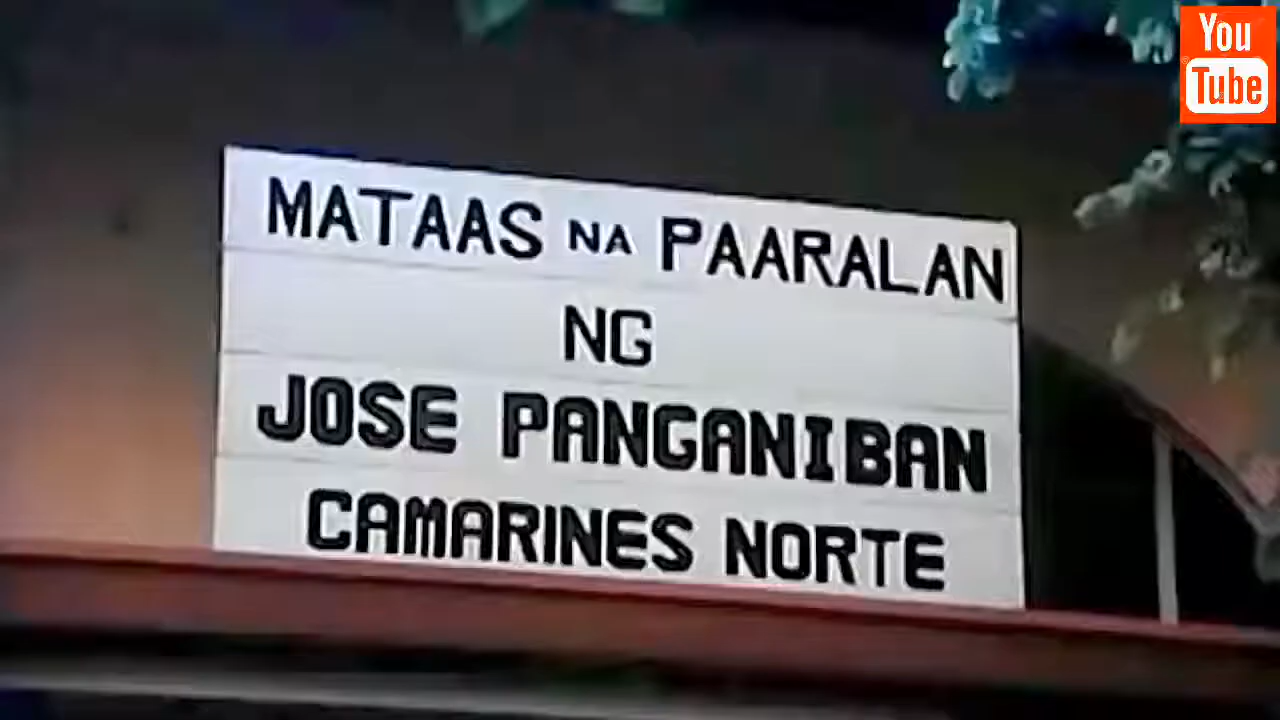 You
Tube
MATAAS NA PAARALAN
NG
JOSE PANGANIBAN
CAMARINES NORTE